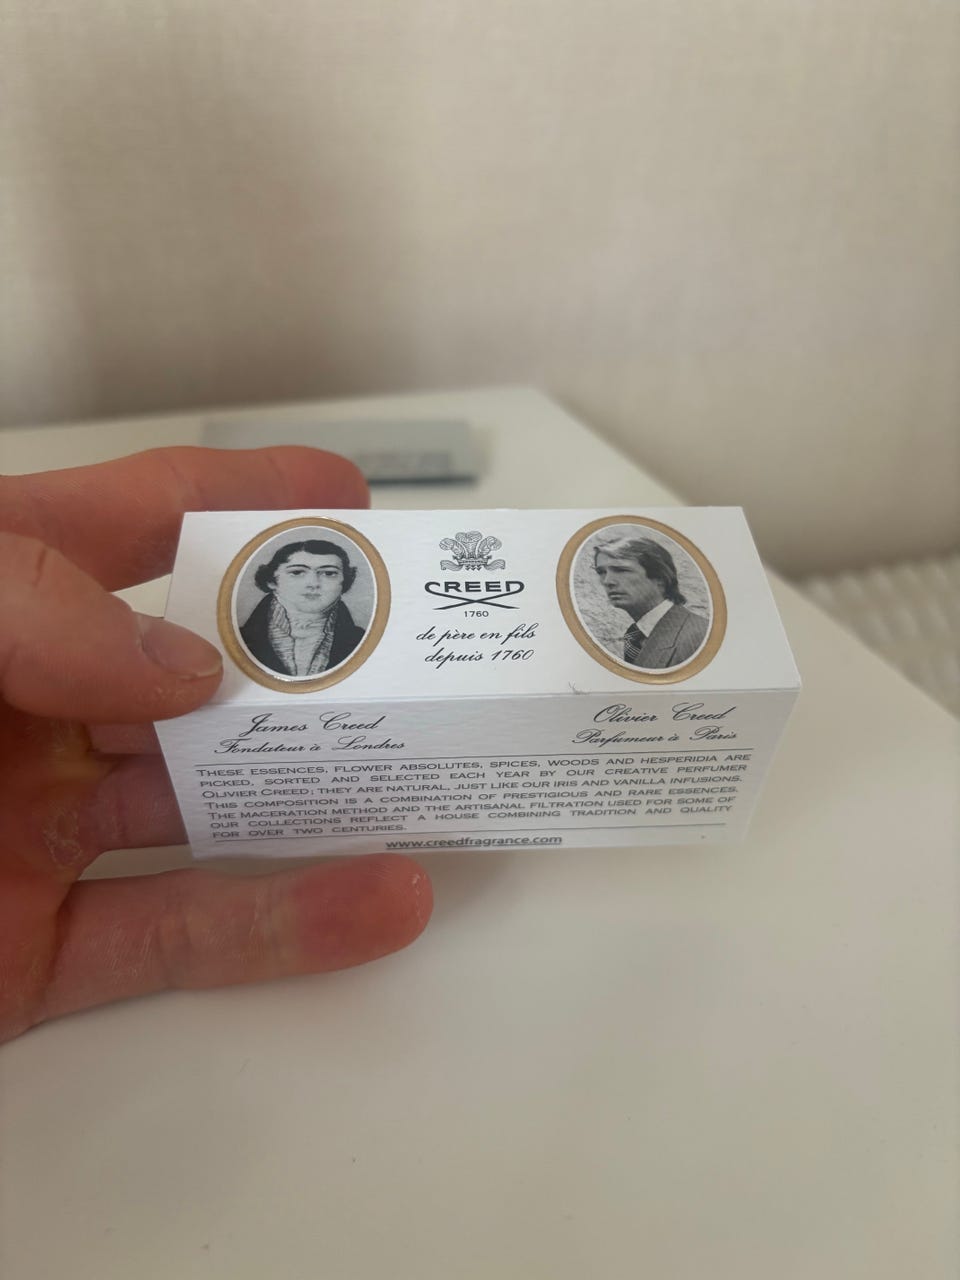 CREED
1760
de père en fils
depuis 1760
James Creed
Fondateur à Londres
Olivier Creed
Parfumeur à Paris
THESE ESSENCES, FLOWER ABSOLUTES, SPICES, WOODS AND HESPERIDIA ARE
PICKED, SORTED AND SELECTED EACH YEAR BY OUR CREATIVE PERFUMER
OLIVIER CREED; THEY ARE NATURAL, JUST LIKE OUR IRIS AND VANILLA INFUSIONS.
THIS COMPOSITION IS A COMBINATION OF PRESTIGIOUS AND RARE ESSENCES.
THE MACERATION METHOD AND THE ARTISANAL FILTRATION USED FOR SOME OF
OUR COLLECTIONS REFLECT A HOUSE COMBINING TRADITION AND QUALITY
FOR OVER TWO CENTURIES.
www.creedfragrance.com